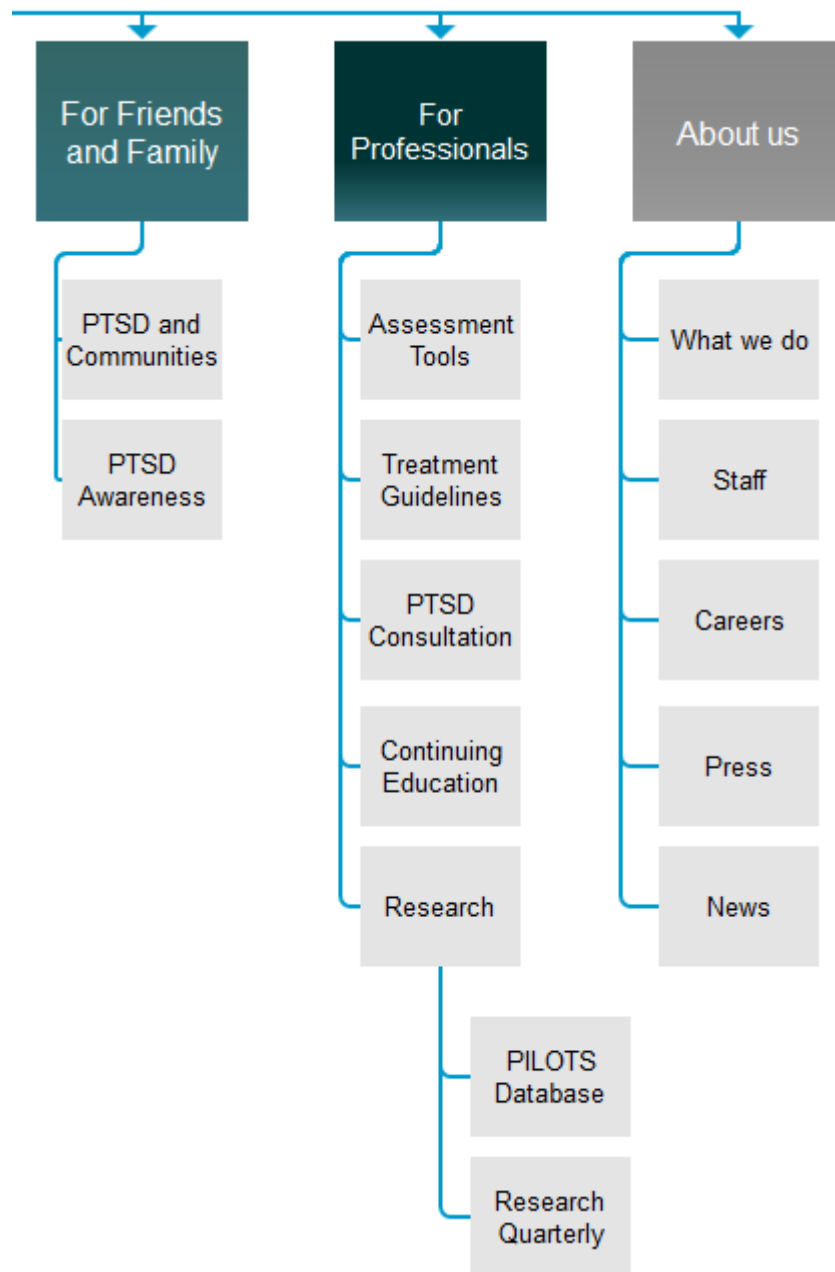 For Friends
and Family
PTSD and
Communities
PTSD
Awareness
For
Professionals
Assessment
Tools
Treatment
Guidelines
PTSD
Consultation
Continuing
Education
Research
PILOTS
Database
Research
Quarterly
About us
What we do
Staff
Careers
Press
News